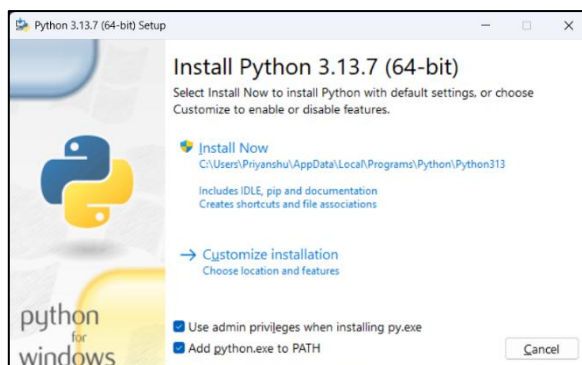 Python 3.13.7 (64-bit) Setup
Install Python 3.13.7 (64-bit)
Select Install Now to install Python with default settings, or choose
Customize to enable or disable features.
Install Now
C:\Users\Priyanshu\AppData\Local\Programs\Python\Python313
Includes IDLE, pip and documentation
Creates shortcuts and file associations
Customize installation
Choose location and features
python
for
windows
Use admin privileges when installing py.exe
Add python.exe to PATH
Cancel